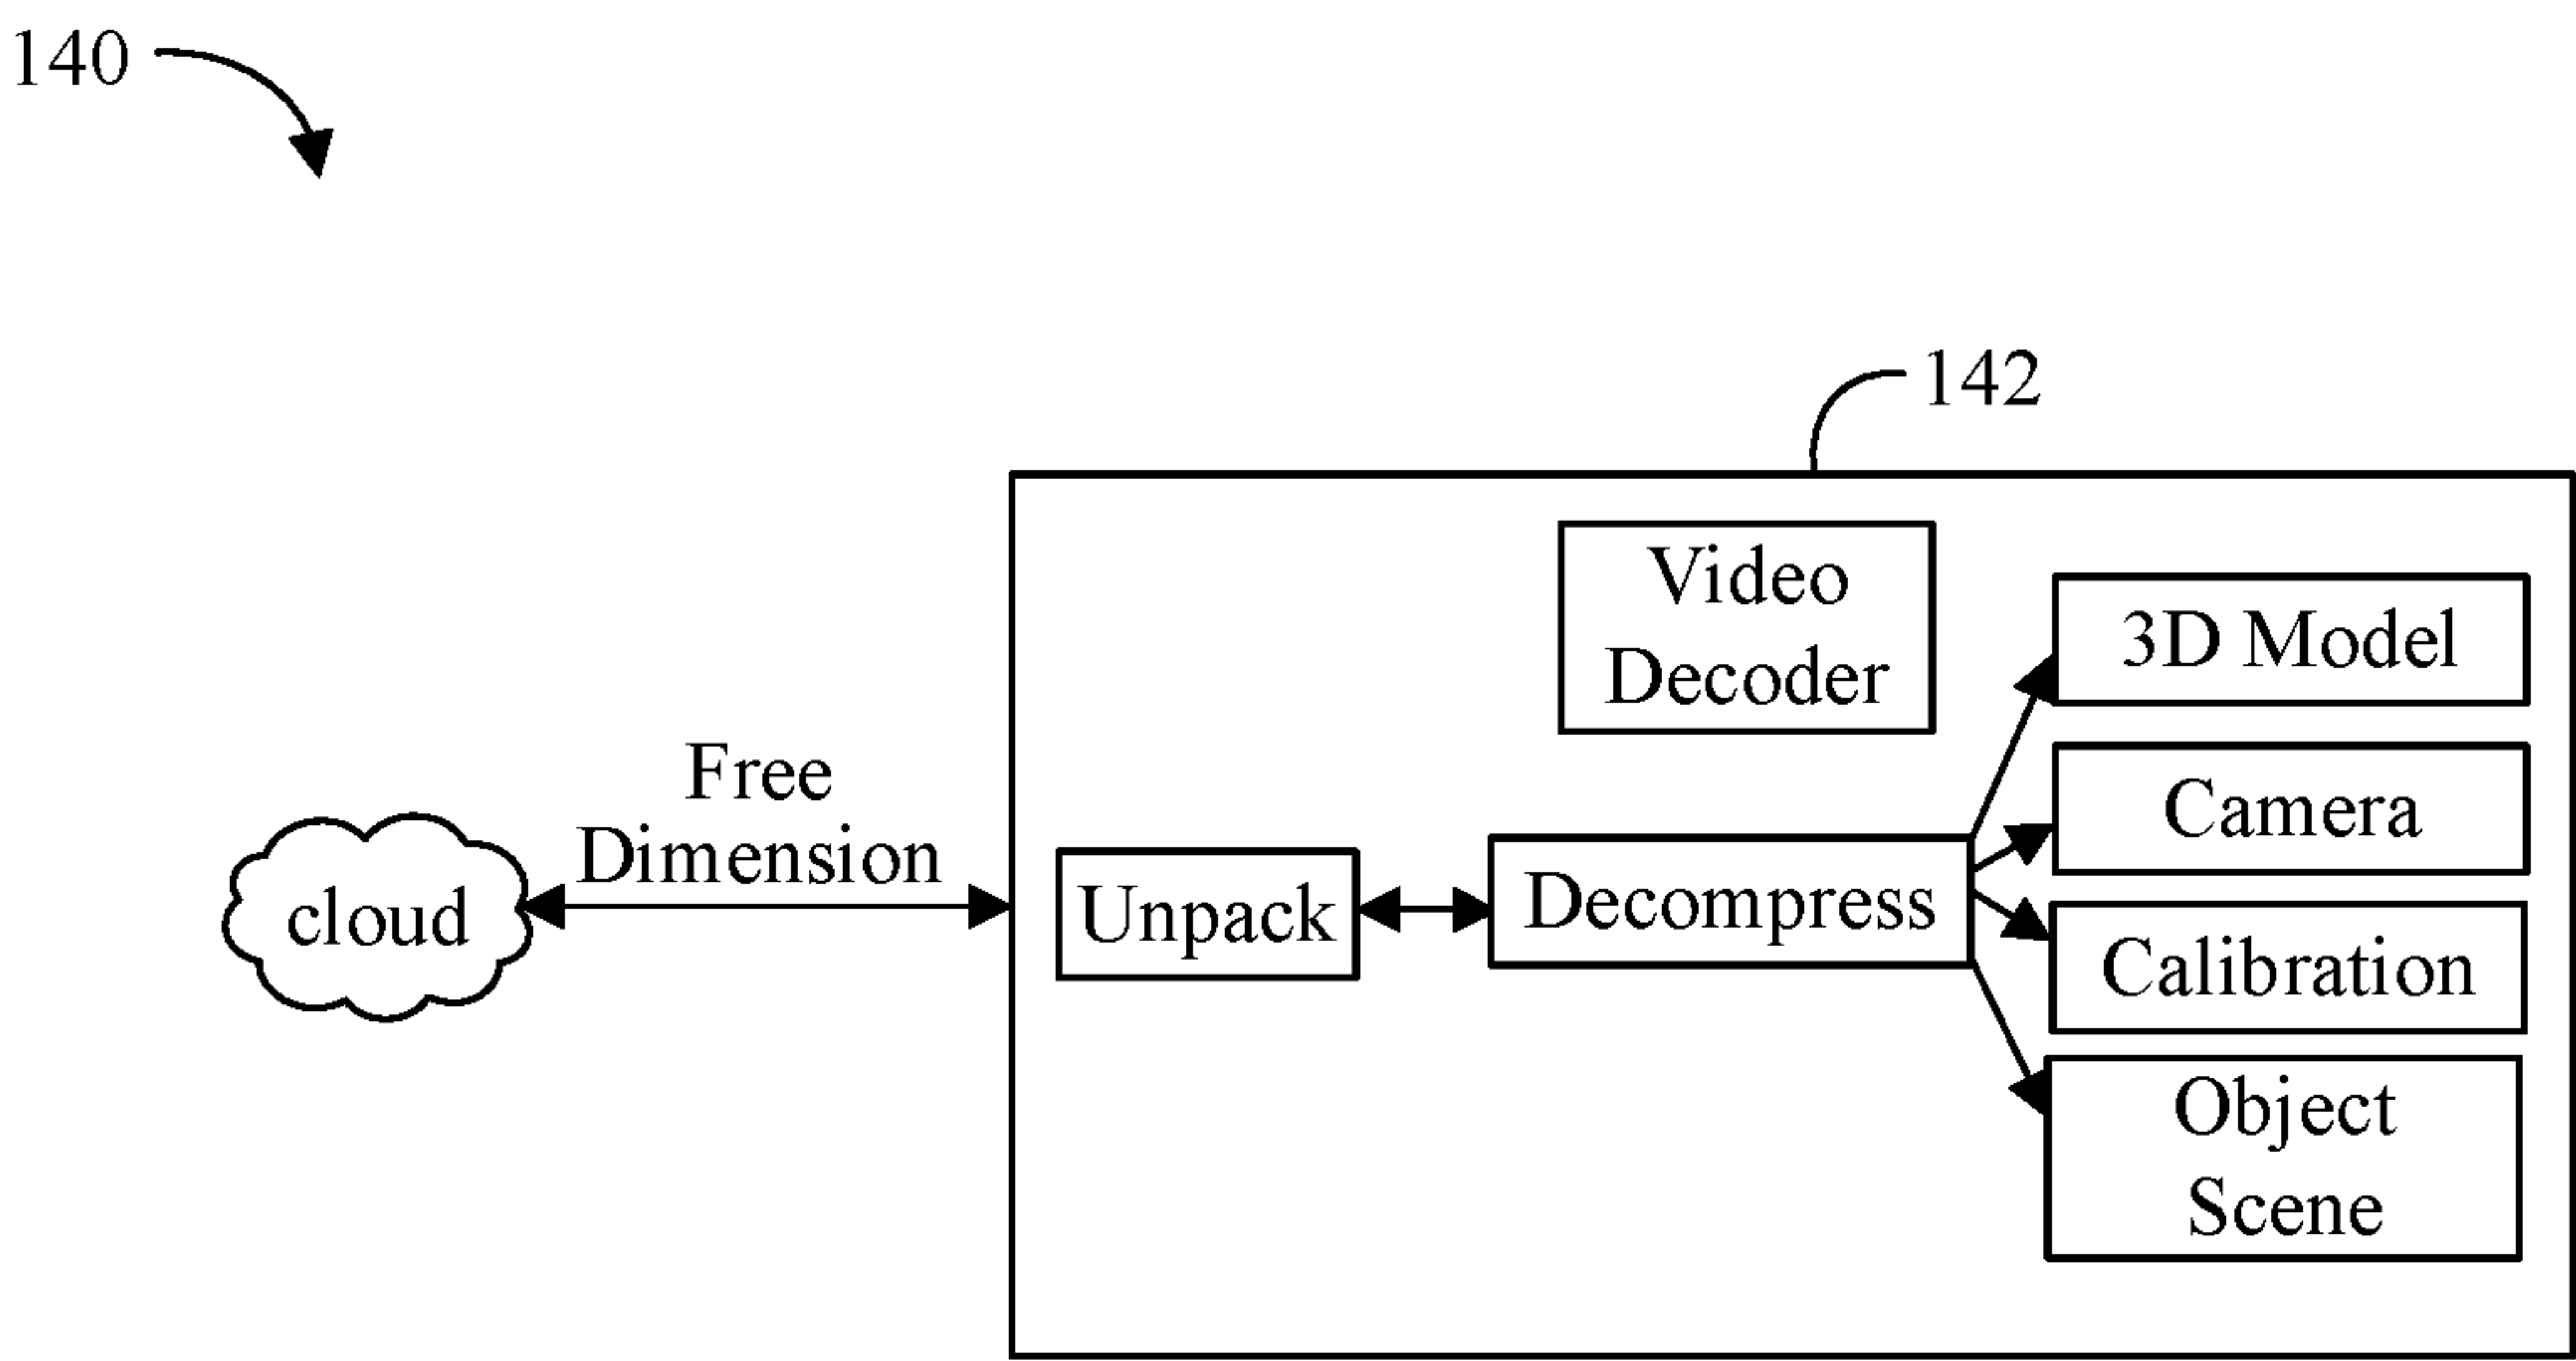 140
142
Video
Decoder
3D Model
Free
Dimension
Camera
cloud
Unpack
Decompress
Calibration
Object
Scene